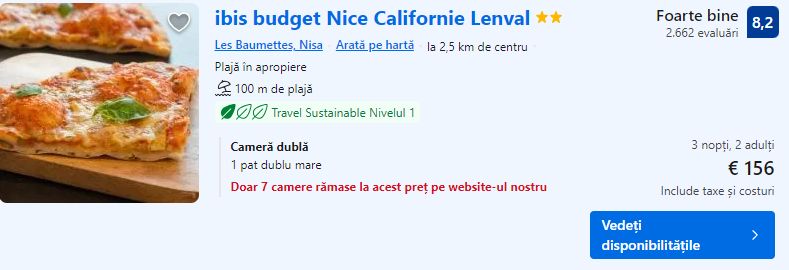 ibis budget Nice Californie Lenval
Foarte bine 8,2
2.662 evaluări
Les Baumettes, Nisa · Arată pe hartă · la 2,5 km de centru ·
Plajă în apropiere
100 m de plajă
Travel Sustainable Nivelul 1
Cameră dublă
1 pat dublu mare
Doar 7 camere rămase la acest preț pe website-ul nostru
3 nopți, 2 adulți
€ 156
Include taxe și costuri
Vedeți
disponibilitățile